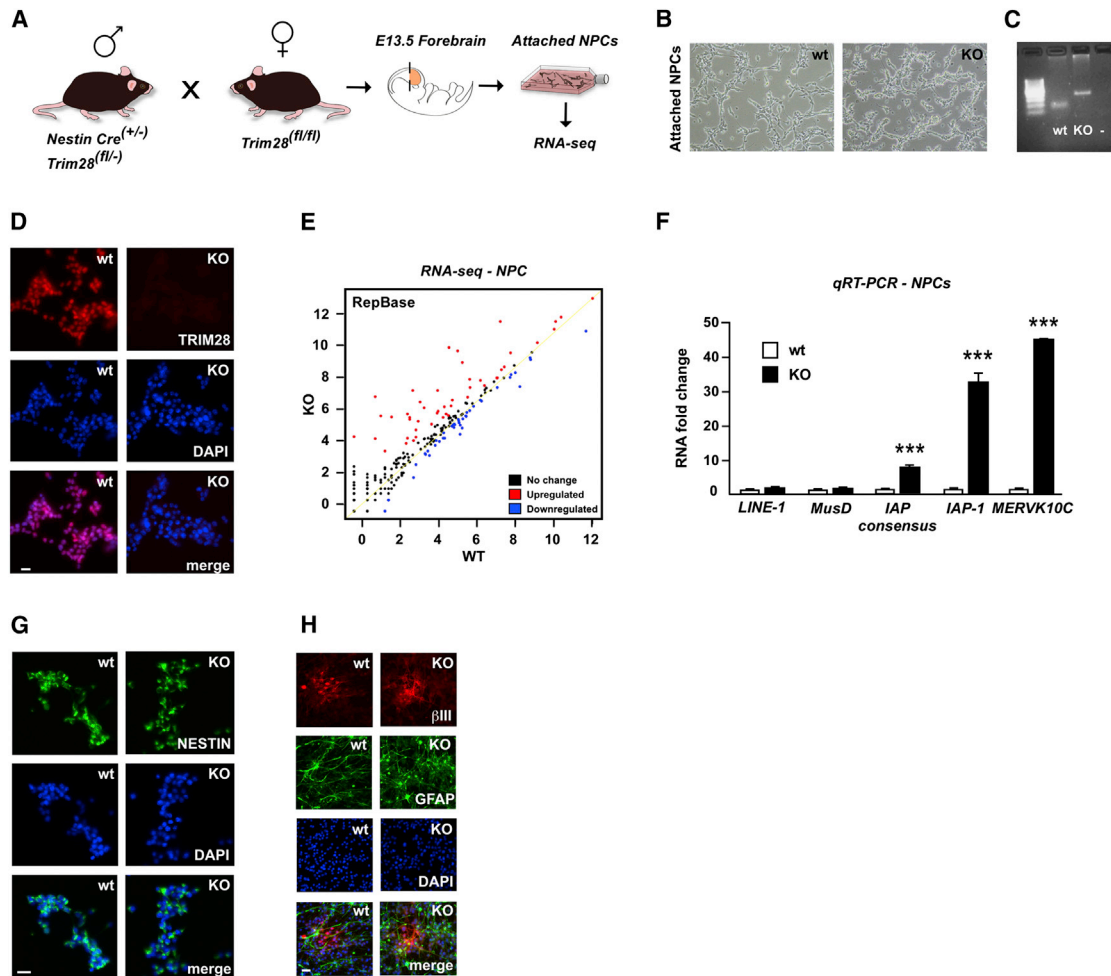 A
♂
♀
X
E13.5 Forebrain
Attached NPCs
Nestin Cre(+/-)
Trim28(fl/-)
Trim28(fl/fl)
RNA-seq
B
Attached NPCs
wt
KO
C
wt KO -
D
wt
KO
TRIM28
wt
KO
DAPI
wt
KO
merge
E
RNA-seq - NPC
RepBase
KO
12
10
8
6
4
2
0
No change
Upregulated
Downregulated
0 2 4 6 8 10 12
WT
F
qRT-PCR - NPCs
RNA fold change
50
40
30
20
10
0
wt
KO
***
***
***
LINE-1 MusD IAP consensus IAP-1 MERVK10C
G
wt
KO
NESTIN
wt
KO
DAPI
wt
KO
merge
H
wt
KO
βIII
wt
KO
GFAP
wt
KO
DAPI
wt
KO
merge